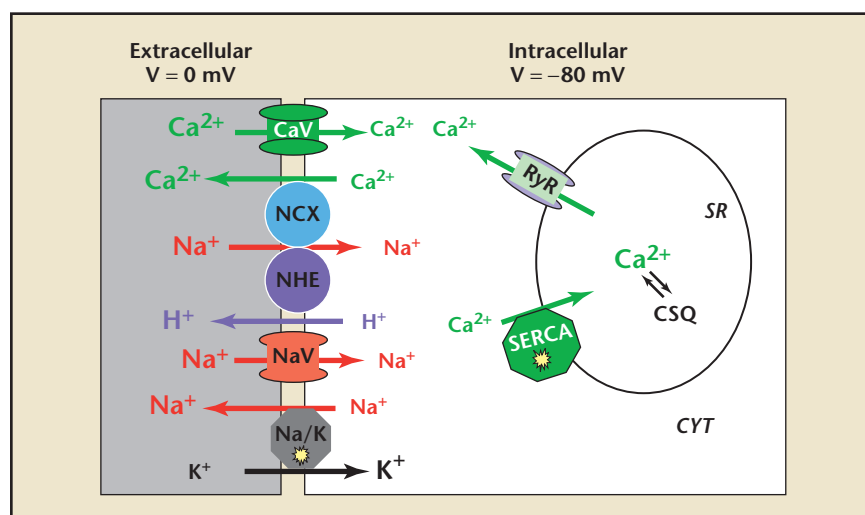 Extracellular
V = 0 mV
Intracellular
V = −80 mV
Ca2+ CaV Ca2+
Ca2+ Ca2+
NCX
Na+ Na+
NHE
H+ H+
Na+ NaV Na+
Na+ Na+
Na/K
K+ K+
Ca2+
RyR
SR
Ca2+
CSQ
Ca2+
SERCA
CYT